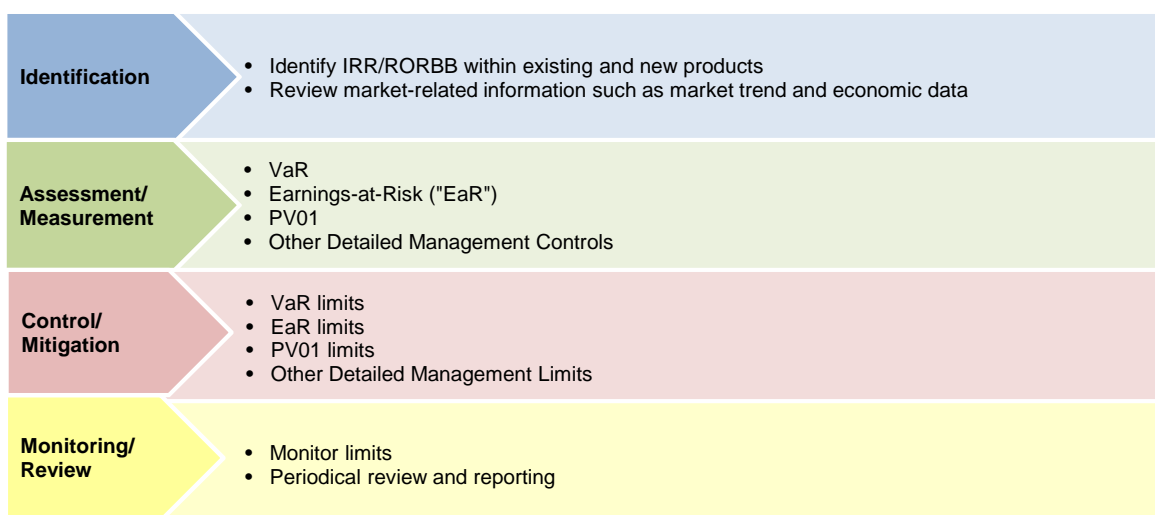 Identification
• Identify IRR/RORBB within existing and new products
• Review market-related information such as market trend and economic data
Assessment/
Measurement
• VaR
• Earnings-at-Risk ("EaR")
• PV01
• Other Detailed Management Controls
Control/
Mitigation
• VaR limits
• EaR limits
• PV01 limits
• Other Detailed Management Limits
Monitoring/
Review
• Monitor limits
• Periodical review and reporting